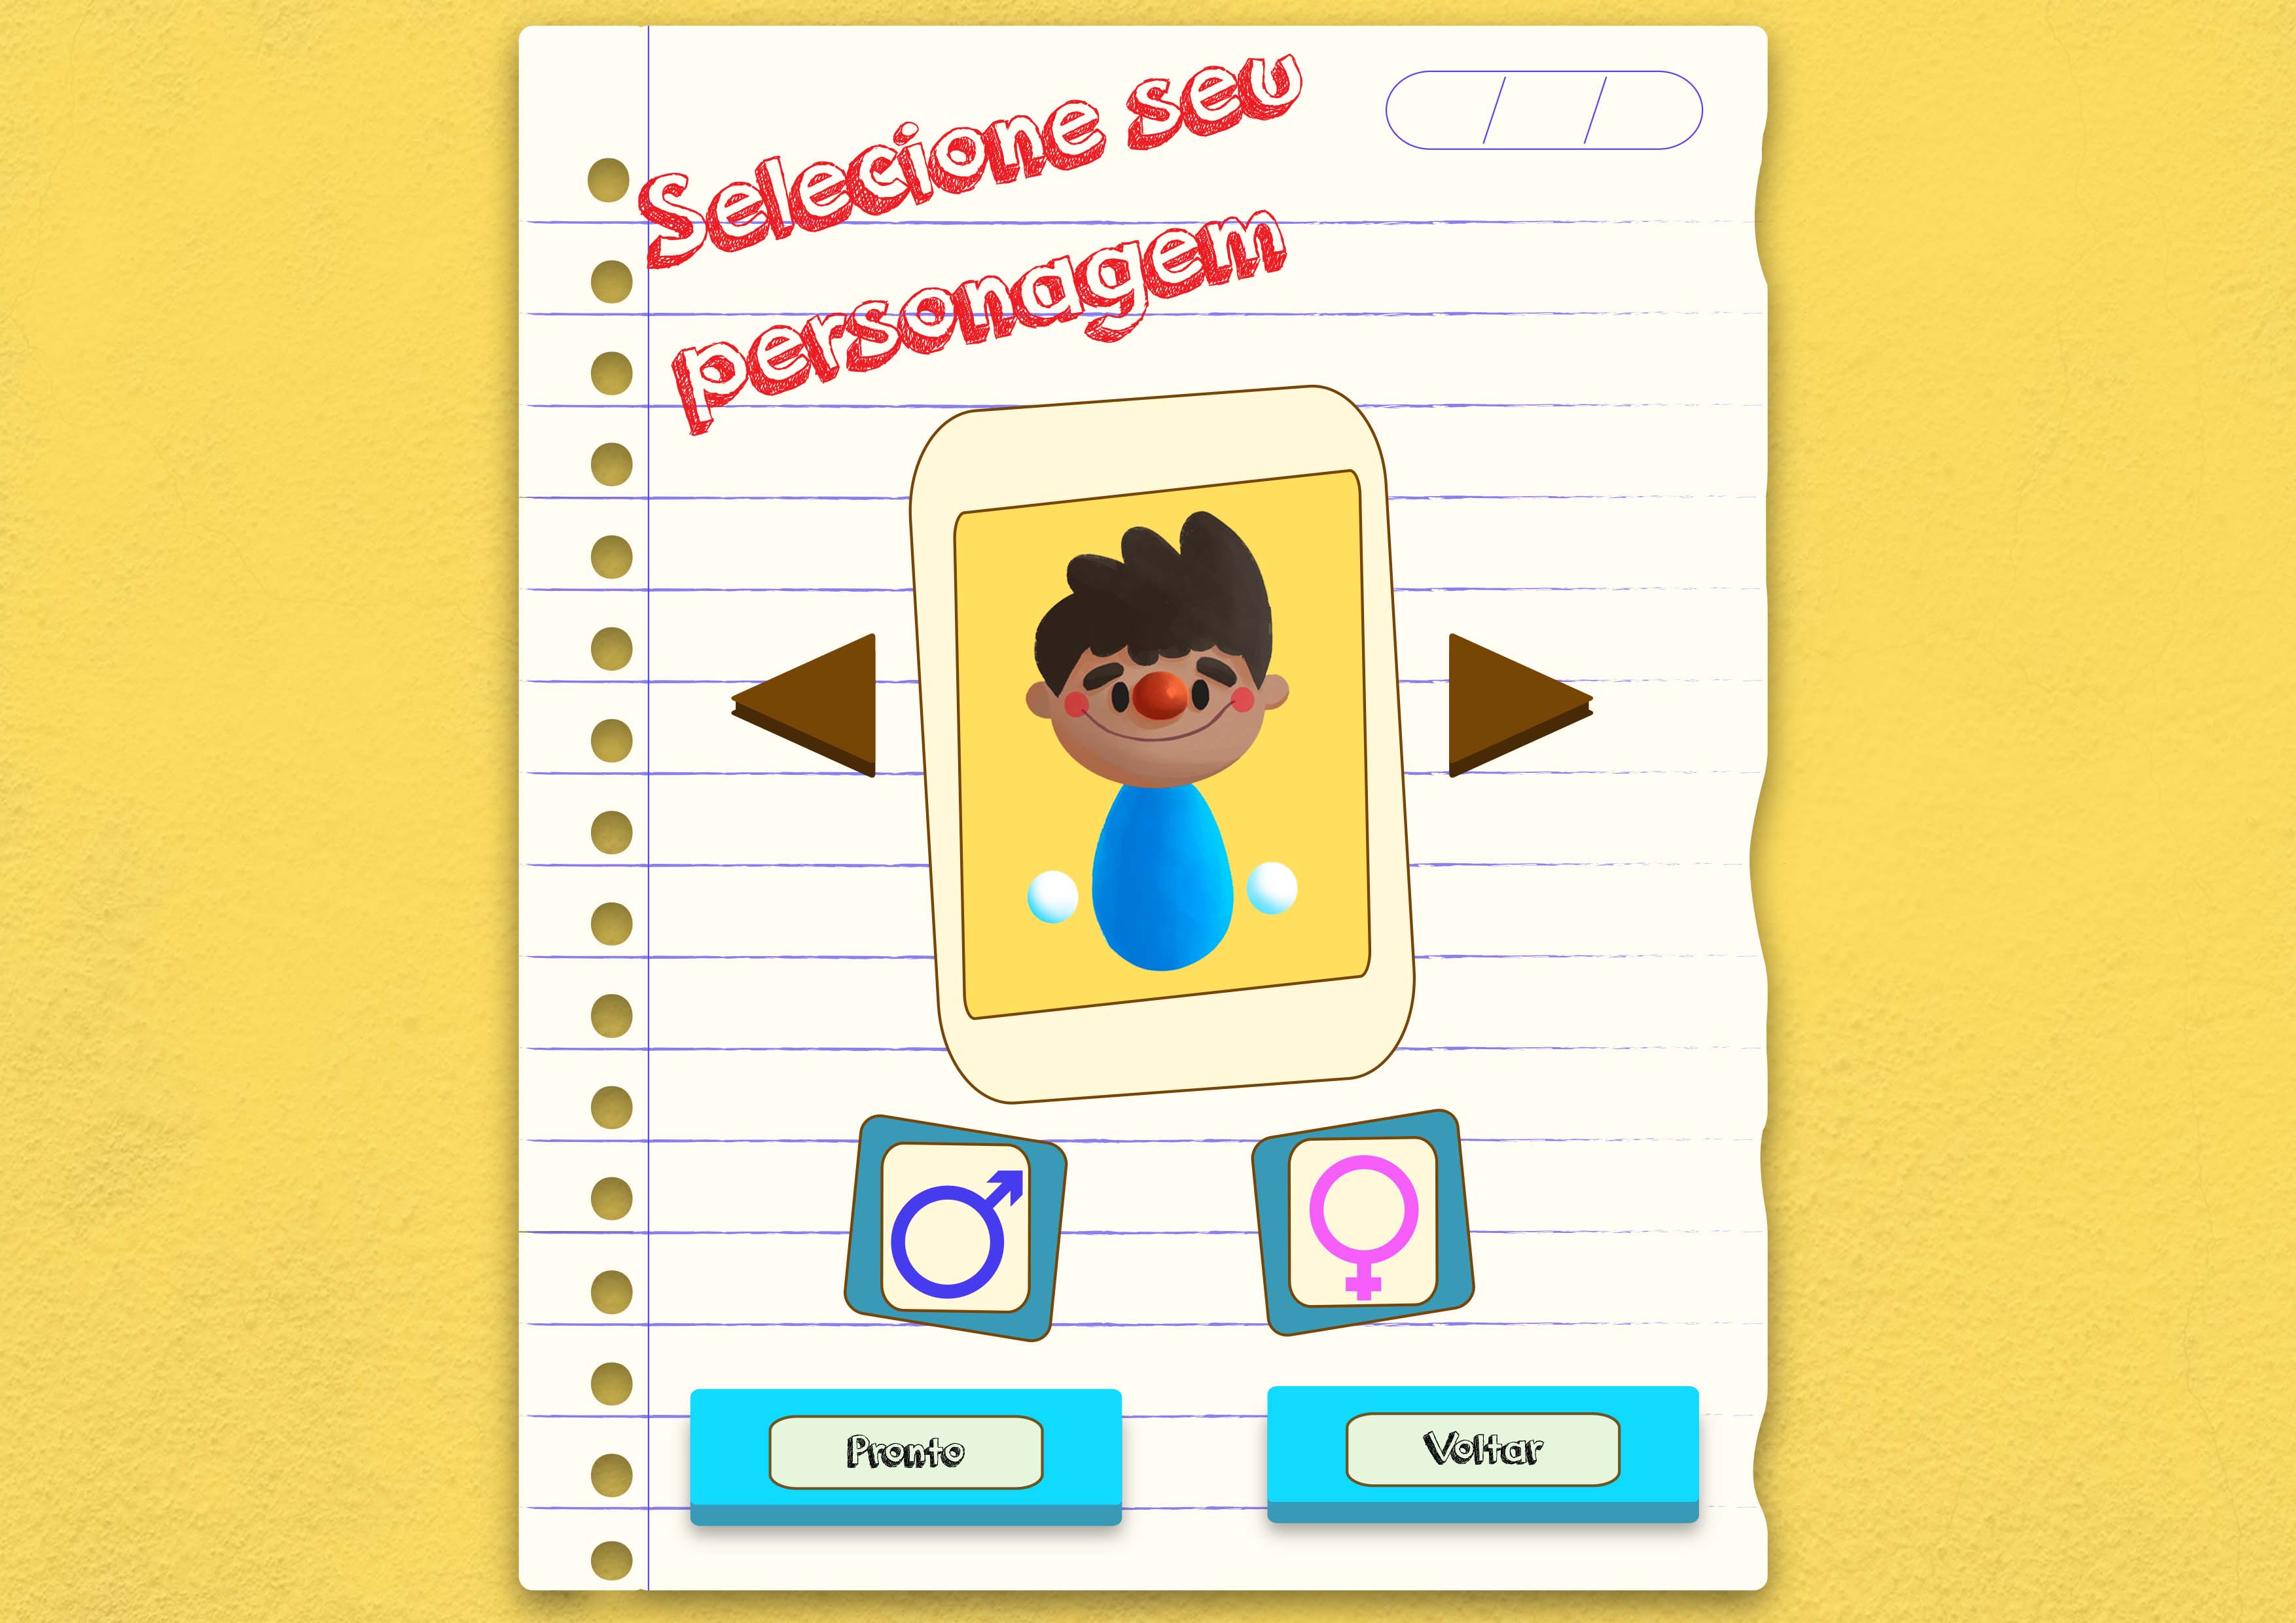 Selecione seu
personagem
/ /
♂ ♀
Pronto
Voltar